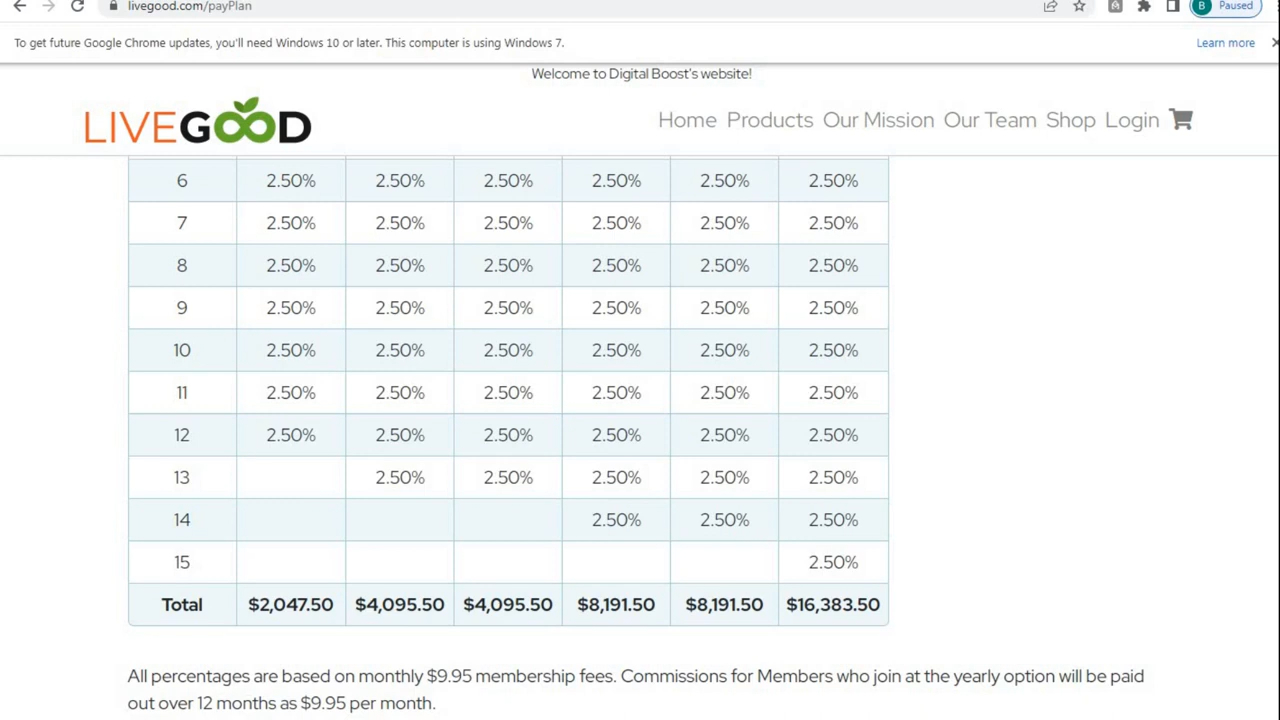 livegood.com/payPlan
B Paused
To get future Google Chrome updates, you'll need Windows 10 or later. This computer is using Windows 7. Learn more
Welcome to Digital Boost's website!
LIVEGOOD
Home Products Our Mission Our Team Shop Login
6 2.50% 2.50% 2.50% 2.50% 2.50% 2.50%
7 2.50% 2.50% 2.50% 2.50% 2.50% 2.50%
8 2.50% 2.50% 2.50% 2.50% 2.50% 2.50%
9 2.50% 2.50% 2.50% 2.50% 2.50% 2.50%
10 2.50% 2.50% 2.50% 2.50% 2.50% 2.50%
11 2.50% 2.50% 2.50% 2.50% 2.50% 2.50%
12 2.50% 2.50% 2.50% 2.50% 2.50% 2.50%
13 2.50% 2.50% 2.50% 2.50% 2.50%
14 2.50% 2.50% 2.50%
15 2.50%
Total $2,047.50 $4,095.50 $4,095.50 $8,191.50 $8,191.50 $16,383.50
All percentages are based on monthly $9.95 membership fees. Commissions for Members who join at the yearly option will be paid
out over 12 months as $9.95 per month.